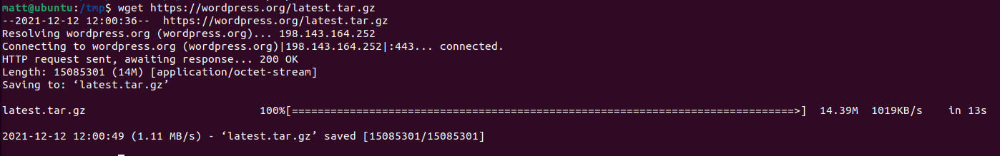 matt@ubuntu:/tmp$ wget https://wordpress.org/latest.tar.gz
--2021-12-12 12:00:36--  https://wordpress.org/latest.tar.gz
Resolving wordpress.org (wordpress.org)... 198.143.164.252
Connecting to wordpress.org (wordpress.org)|198.143.164.252|:443... connected.
HTTP request sent, awaiting response... 200 OK
Length: 15085301 (14M) [application/octet-stream]
Saving to: ‘latest.tar.gz’
latest.tar.gz                           100%[==============================================================================>]  14.39M  1019KB/s    in 13s
2021-12-12 12:00:49 (1.11 MB/s) - ‘latest.tar.gz’ saved [15085301/15085301]